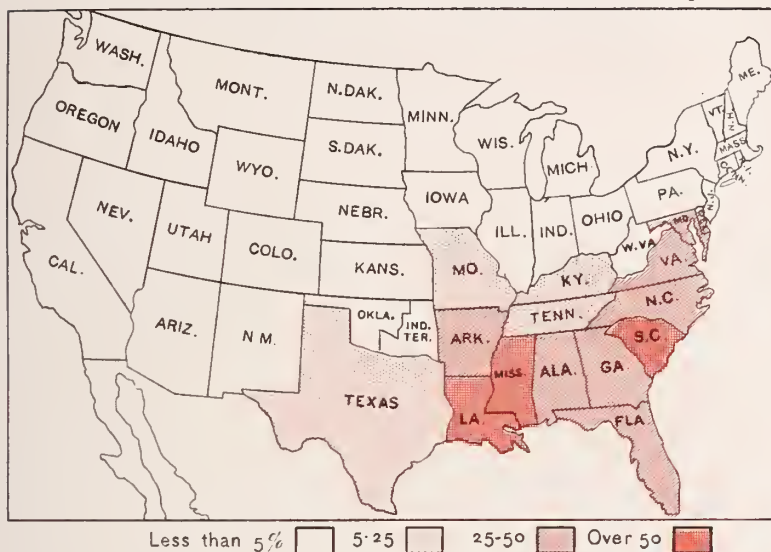 WASH.
MONT.
N.DAK.
MINN.
ME.
OREGON
IDAHO
S.DAK.
WIS.
MICH.
VT.
N.H.
MASS
N.Y.
WYO.
IOWA
PA.
N.J.
NEV.
UTAH
NEBR.
ILL.
IND.
OHIO
MD.
CAL.
COLO.
KANS.
MO.
KY.
W.VA
VA.
ARIZ.
N M.
OKLA.
IND.
TER.
ARK.
TENN.
N.C.
S.C.
TEXAS
LA.
MISS.
ALA.
GA.
FLA
Less than 5% 5·25 25-50 Over 50